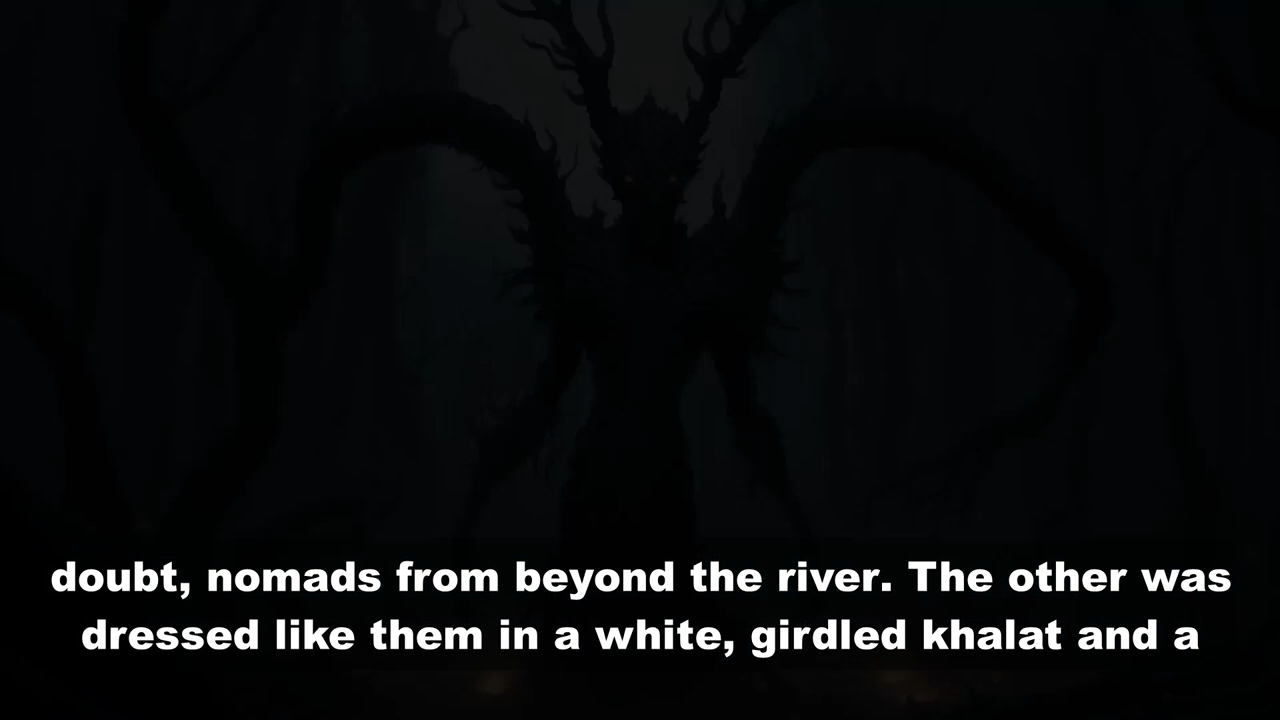 doubt, nomads from beyond the river. The other was
dressed like them in a white, girdled khalat and a